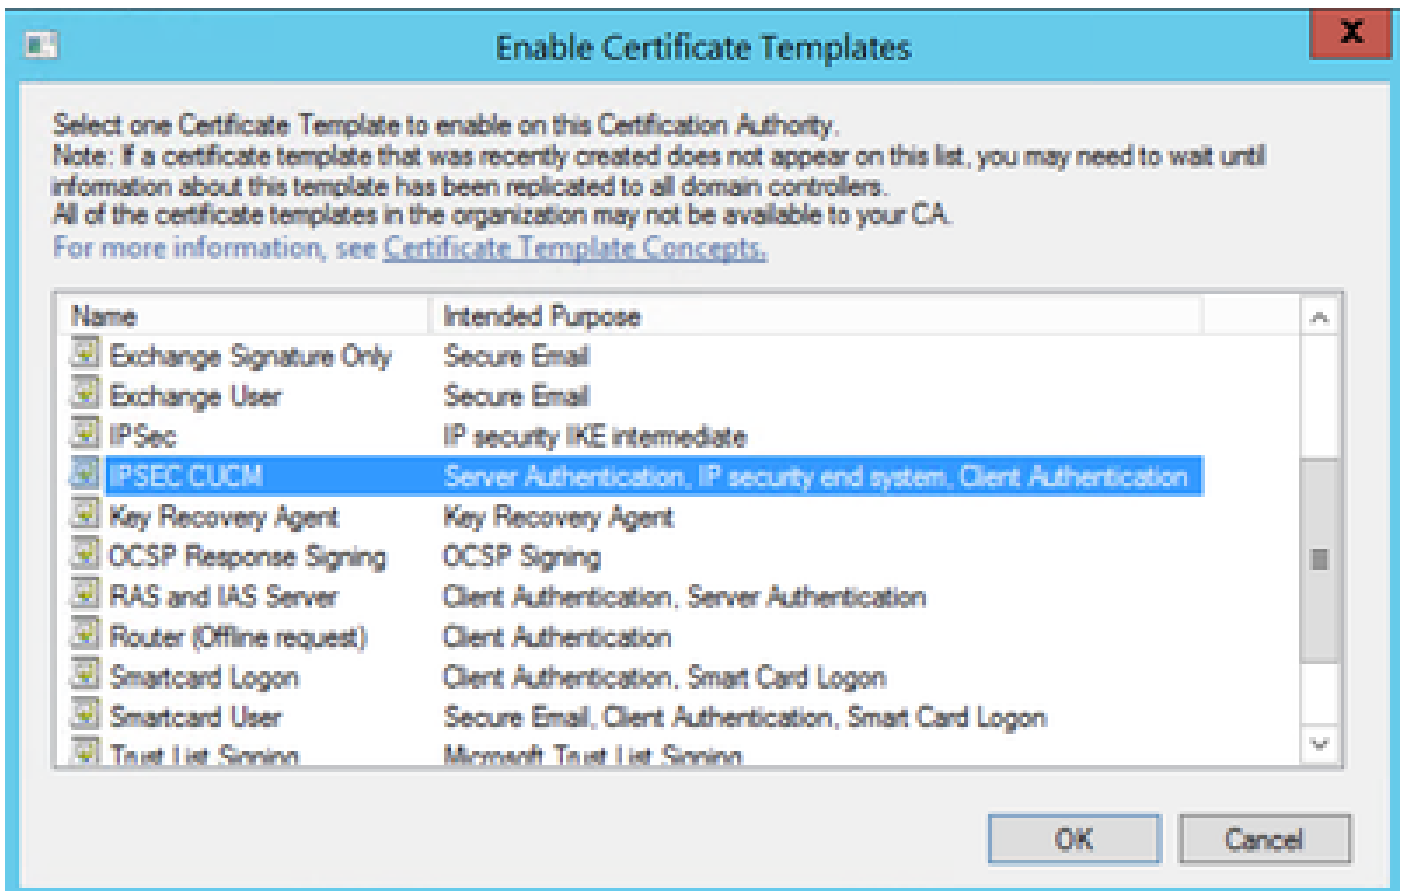 Enable Certificate Templates
X
Select one Certificate Template to enable on this Certification Authority.
Note: If a certificate template that was recently created does not appear on this list, you may need to wait until
information about this template has been replicated to all domain controllers.
All of the certificate templates in the organization may not be available to your CA.
For more information, see Certificate Template Concepts.
Name Intended Purpose
Exchange Signature Only Secure Email
Exchange User Secure Email
IPSec IP security IKE intermediate
IPSEC CUCM Server Authentication, IP security end system, Client Authentication
Key Recovery Agent Key Recovery Agent
OCSP Response Signing OCSP Signing
RAS and IAS Server Client Authentication, Server Authentication
Router (Offline request) Client Authentication
Smartcard Logon Client Authentication, Smart Card Logon
Smartcard User Secure Email, Client Authentication, Smart Card Logon
Trust List Signing Microsoft Trust List Signing
OK Cancel